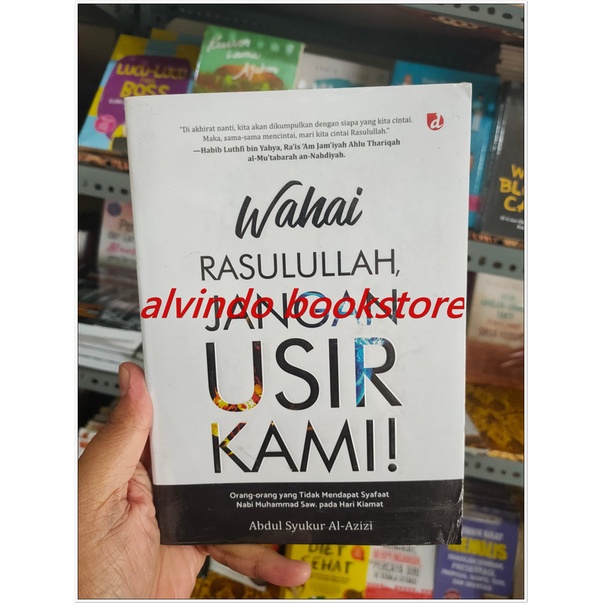 "Di akhirat nanti, kita akan dikumpulkan dengan siapa yang kita cintai.
Maka, sama-sama mencintai, mari kita cintai Rasulullah."
—Habib Luthfi bin Yahya, Ra'is 'Am Jam'iyah Ahlu Thariqah
al-Mu'tabarah an-Nahdiyah.
d
Wahai
RASULULLAH,
JANGAN
alvindo bookstore
USIR
KAMI!
Orang-orang yang Tidak Mendapat Syafaat
Nabi Muhammad Saw. pada Hari Kiamat
Abdul Syukur Al-Azizi
LUCU-LUCU
BOSS
DIET
SEHAT